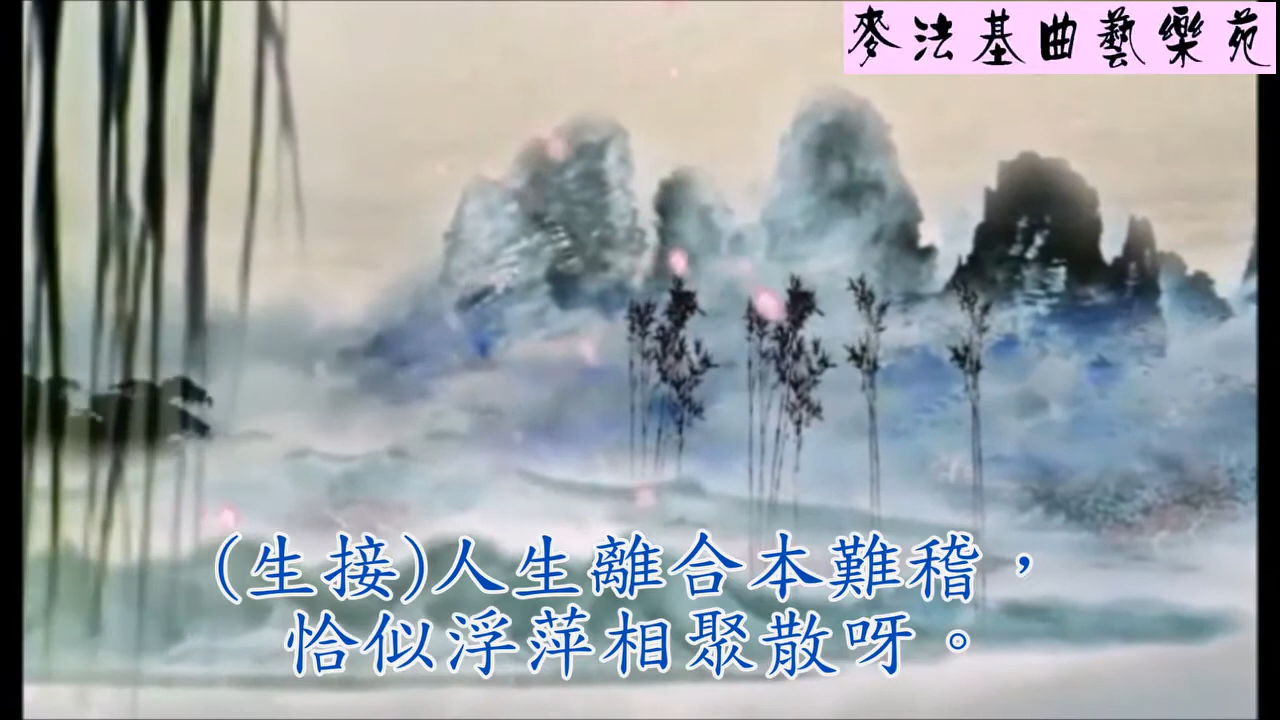 麥法基曲藝樂苑
(生接)人生離合本難稽，
恰似浮萍相聚散呀。